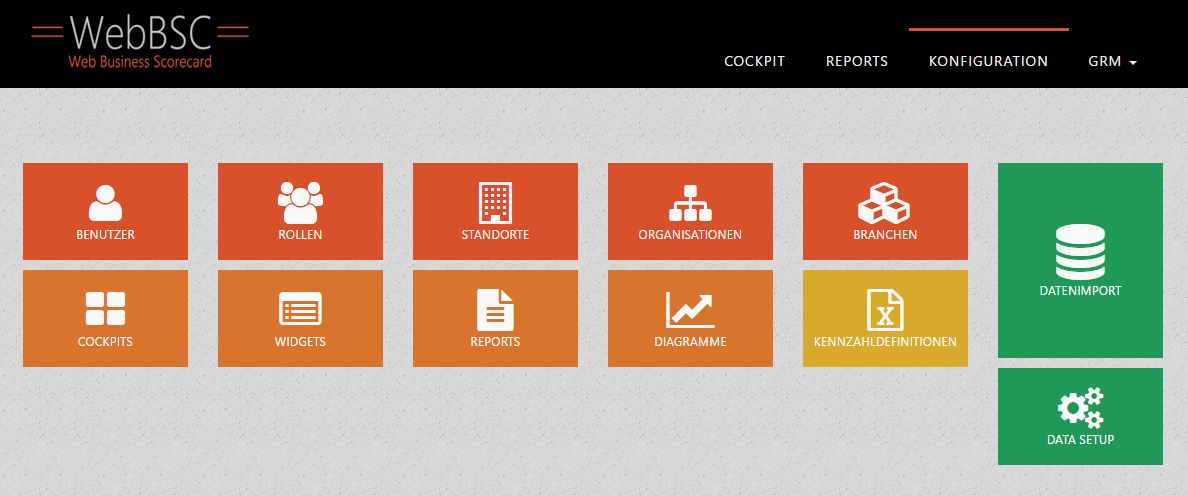 WebBSC
Web Business Scorecard
COCKPIT REPORTS KONFIGURATION GRM
BENUTZER ROLLEN STANDORTE ORGANISATIONEN BRANCHEN
DATENIMPORT
COCKPITS WIDGETS REPORTS DIAGRAMME KENNZAHLDEFINITIONEN
DATA SETUP